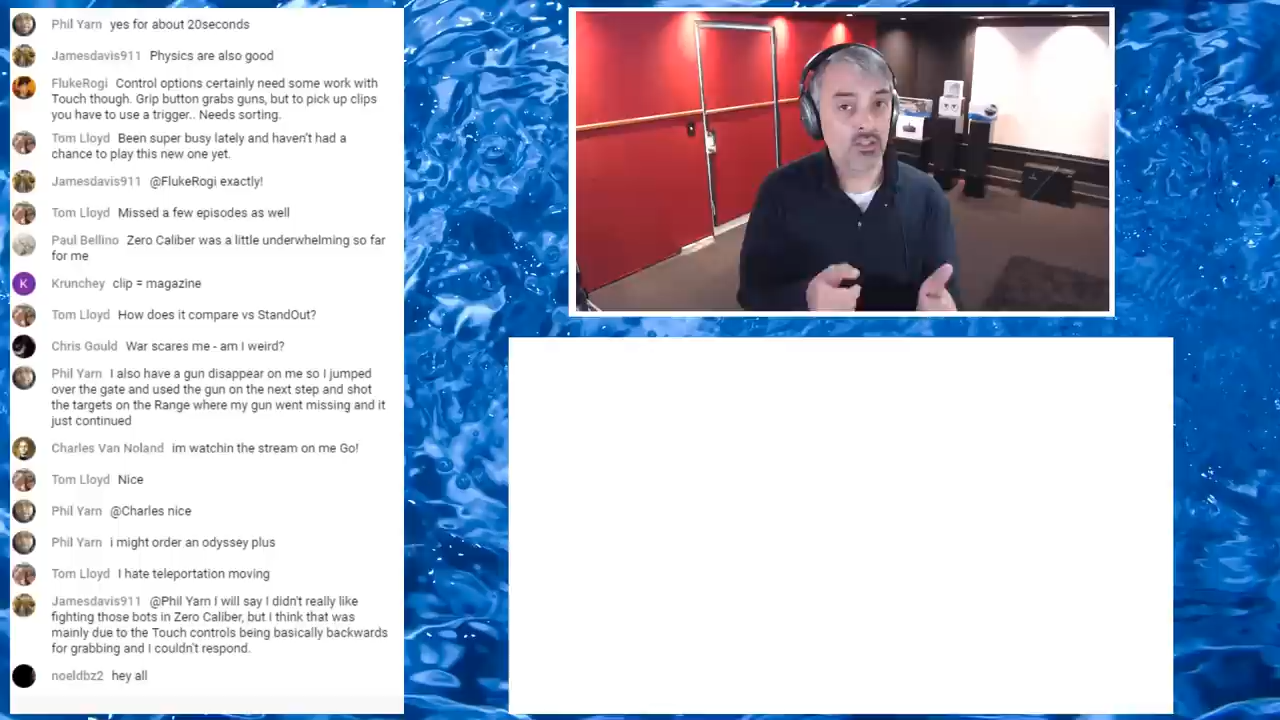 Phil Yarn yes for about 20seconds
Jamesdavis911 Physics are also good
FlukeRogi Control options certainly need some work with
Touch though. Grip button grabs guns, but to pick up clips
you have to use a trigger.. Needs sorting.
Tom Lloyd Been super busy lately and haven't had a
chance to play this new one yet.
Jamesdavis911 @FlukeRogi exactly!
Tom Lloyd Missed a few episodes as well
Paul Bellino Zero Caliber was a little underwhelming so far
for me
K Krunchey clip = magazine
Tom Lloyd How does it compare vs StandOut?
Chris Gould War scares me - am I weird?
Phil Yarn I also have a gun disappear on me so I jumped
over the gate and used the gun on the next step and shot
the targets on the Range where my gun went missing and it
just continued
Charles Van Noland im watchin the stream on me Go!
Tom Lloyd Nice
Phil Yarn @Charles nice
Phil Yarn i might order an odyssey plus
Tom Lloyd I hate teleportation moving
Jamesdavis911 @Phil Yarn I will say I didn't really like
fighting those bots in Zero Caliber, but i think that was
mainly due to the Touch controls being basically backwards
for grabbing and I couldn't respond.
noeldbz2 hey all